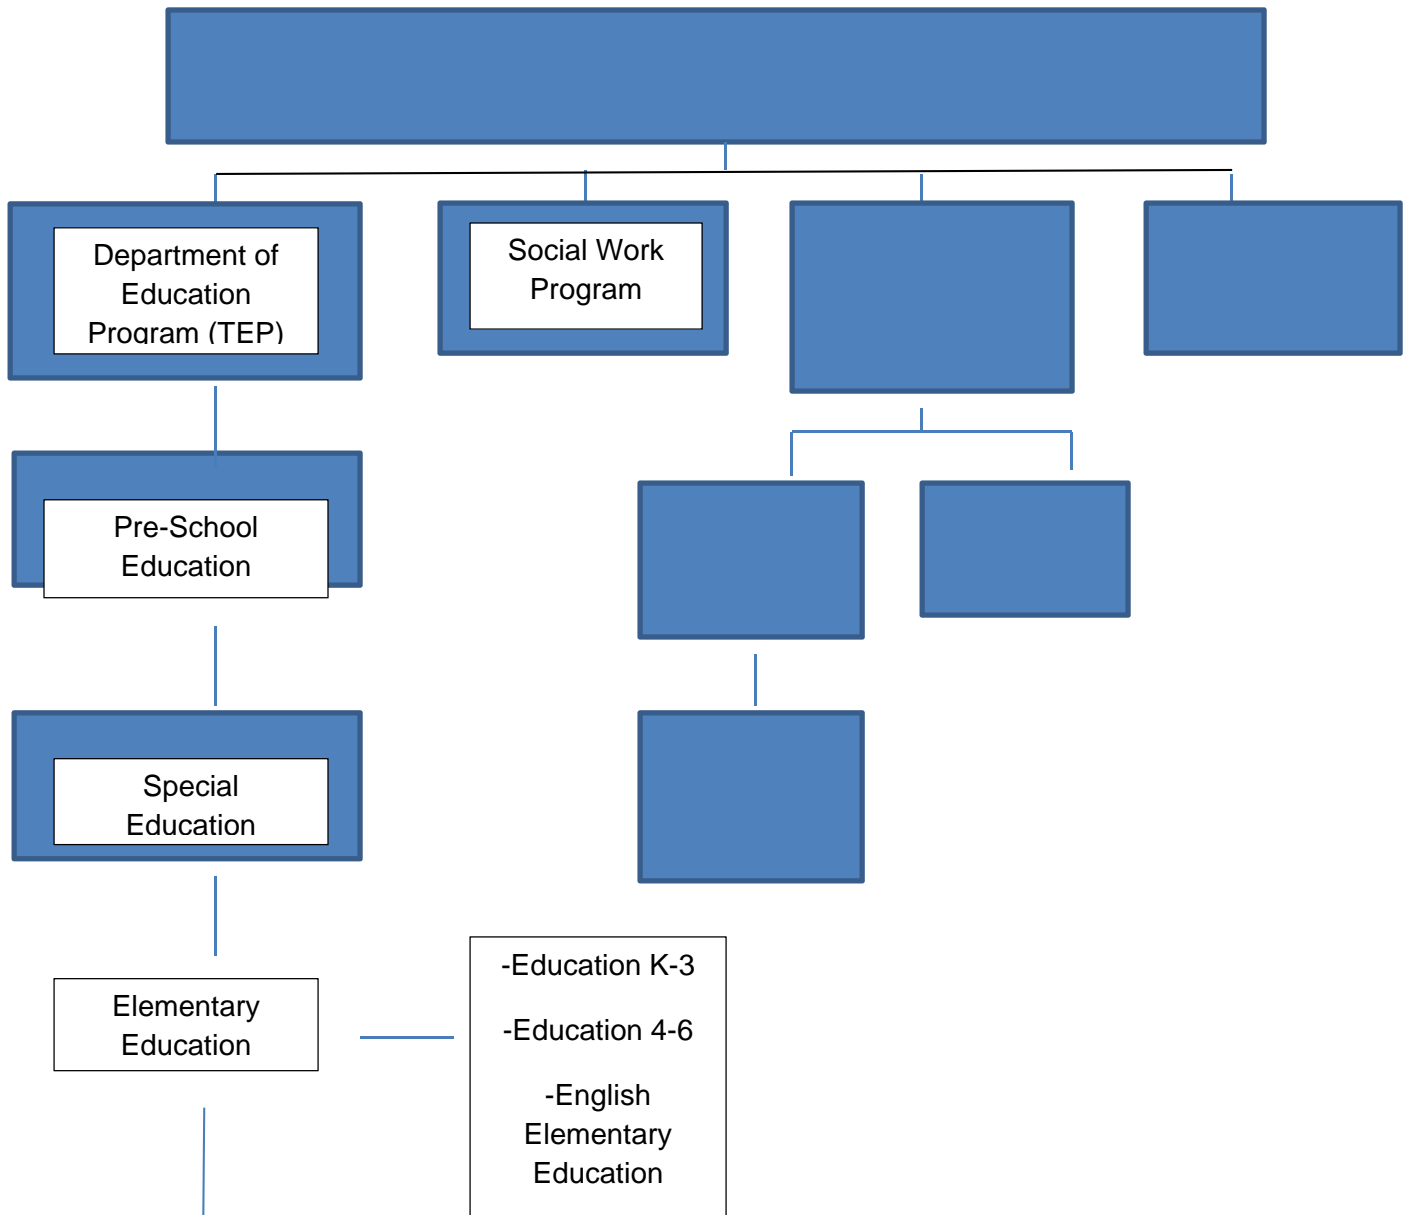 Department of
Education
Program (TEP)
Social Work
Program
Pre-School
Education
Special
Education
Elementary
Education
-Education K-3
-Education 4-6
-English
Elementary
Education